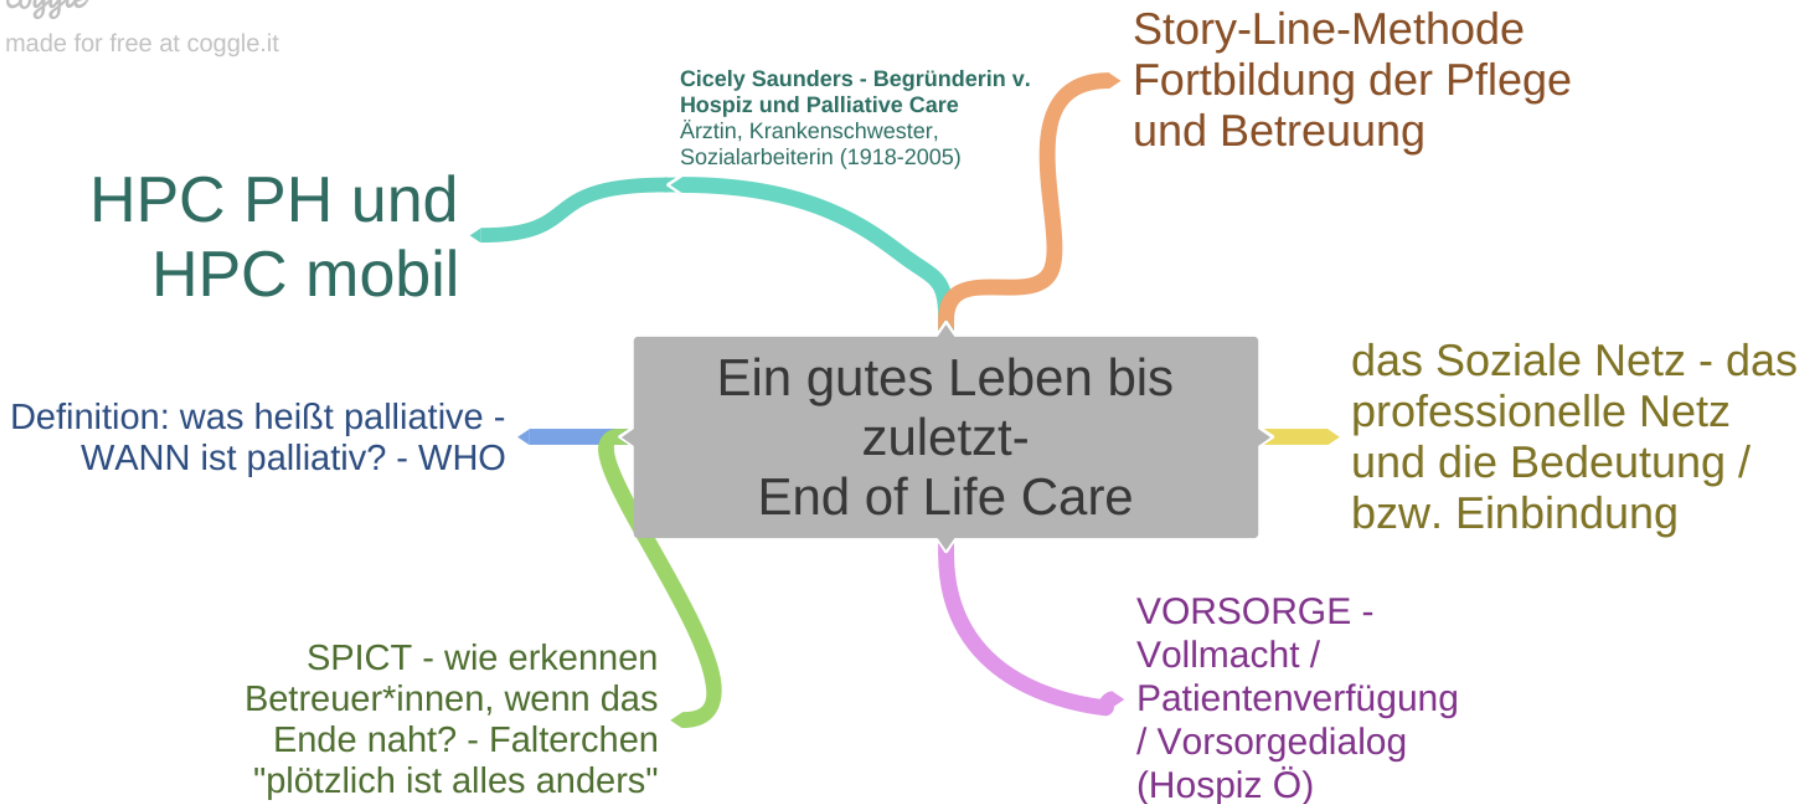 coggle
made for free at coggle.it
Cicely Saunders - Begründerin v.
Hospiz und Palliative Care
Ärztin, Krankenschwester,
Sozialarbeiterin (1918-2005)
Story-Line-Methode
Fortbildung der Pflege
und Betreuung
HPC PH und
HPC mobil
Ein gutes Leben bis
zuletzt-
End of Life Care
das Soziale Netz - das
professionelle Netz
und die Bedeutung /
bzw. Einbindung
Definition: was heißt palliative -
WANN ist palliativ? - WHO
SPICT - wie erkennen
Betreuer*innen, wenn das
Ende naht? - Falterchen
"plötzlich ist alles anders"
VORSORGE -
Vollmacht /
Patientenverfügung
/ Vorsorgedialog
(Hospiz Ö)